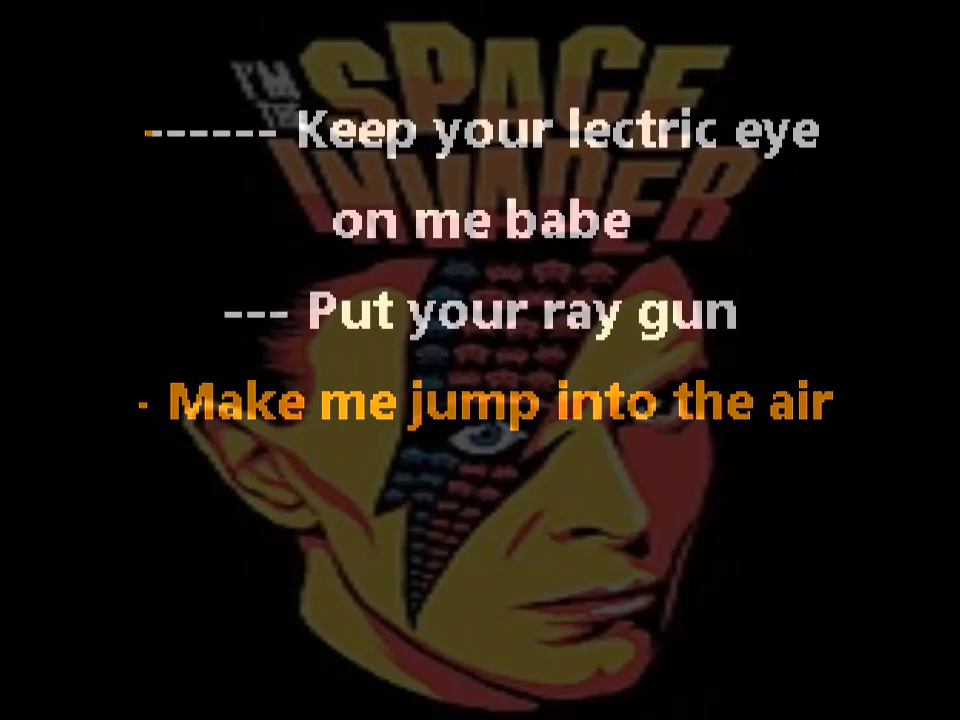 I'M
THE
SPACE
INVADER
------ Keep your lectric eye
on me babe
--- Put your ray gun
- Make me jump into the air